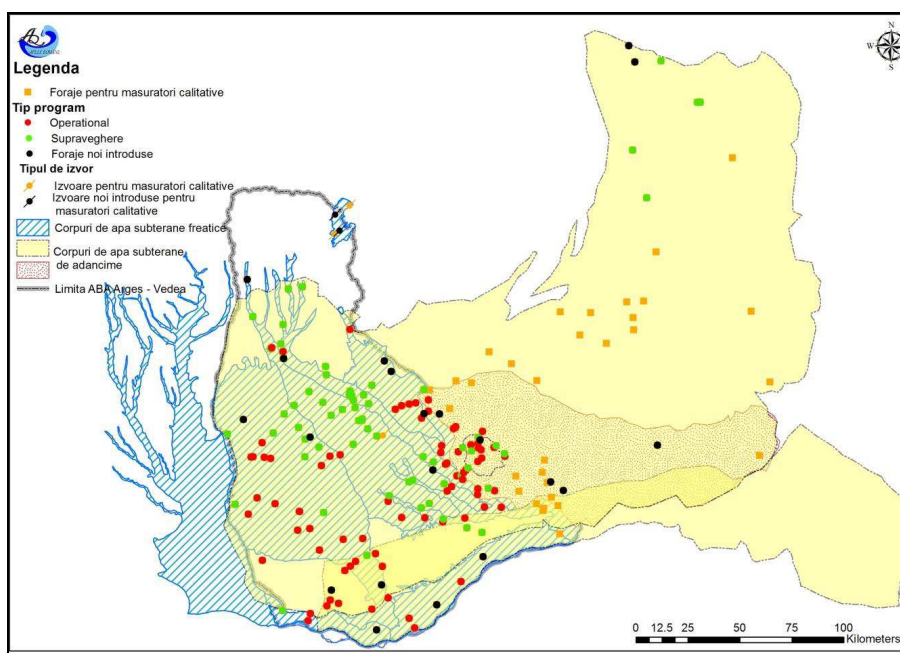 N
W
E
S
Legenda
Foraje pentru masuratori calitative
Tip program
Operational
Supraveghere
Foraje noi introduse
Tipul de izvor
Izvoare pentru masuratori calitative
Izvoare noi introduse pentru
masuratori calitative
Corpuri de apa subterane freatice
Corpuri de apa subterane
de adancime
Limita ABA Arges - Vedea
0 12.5 25 50 75 100
Kilometers